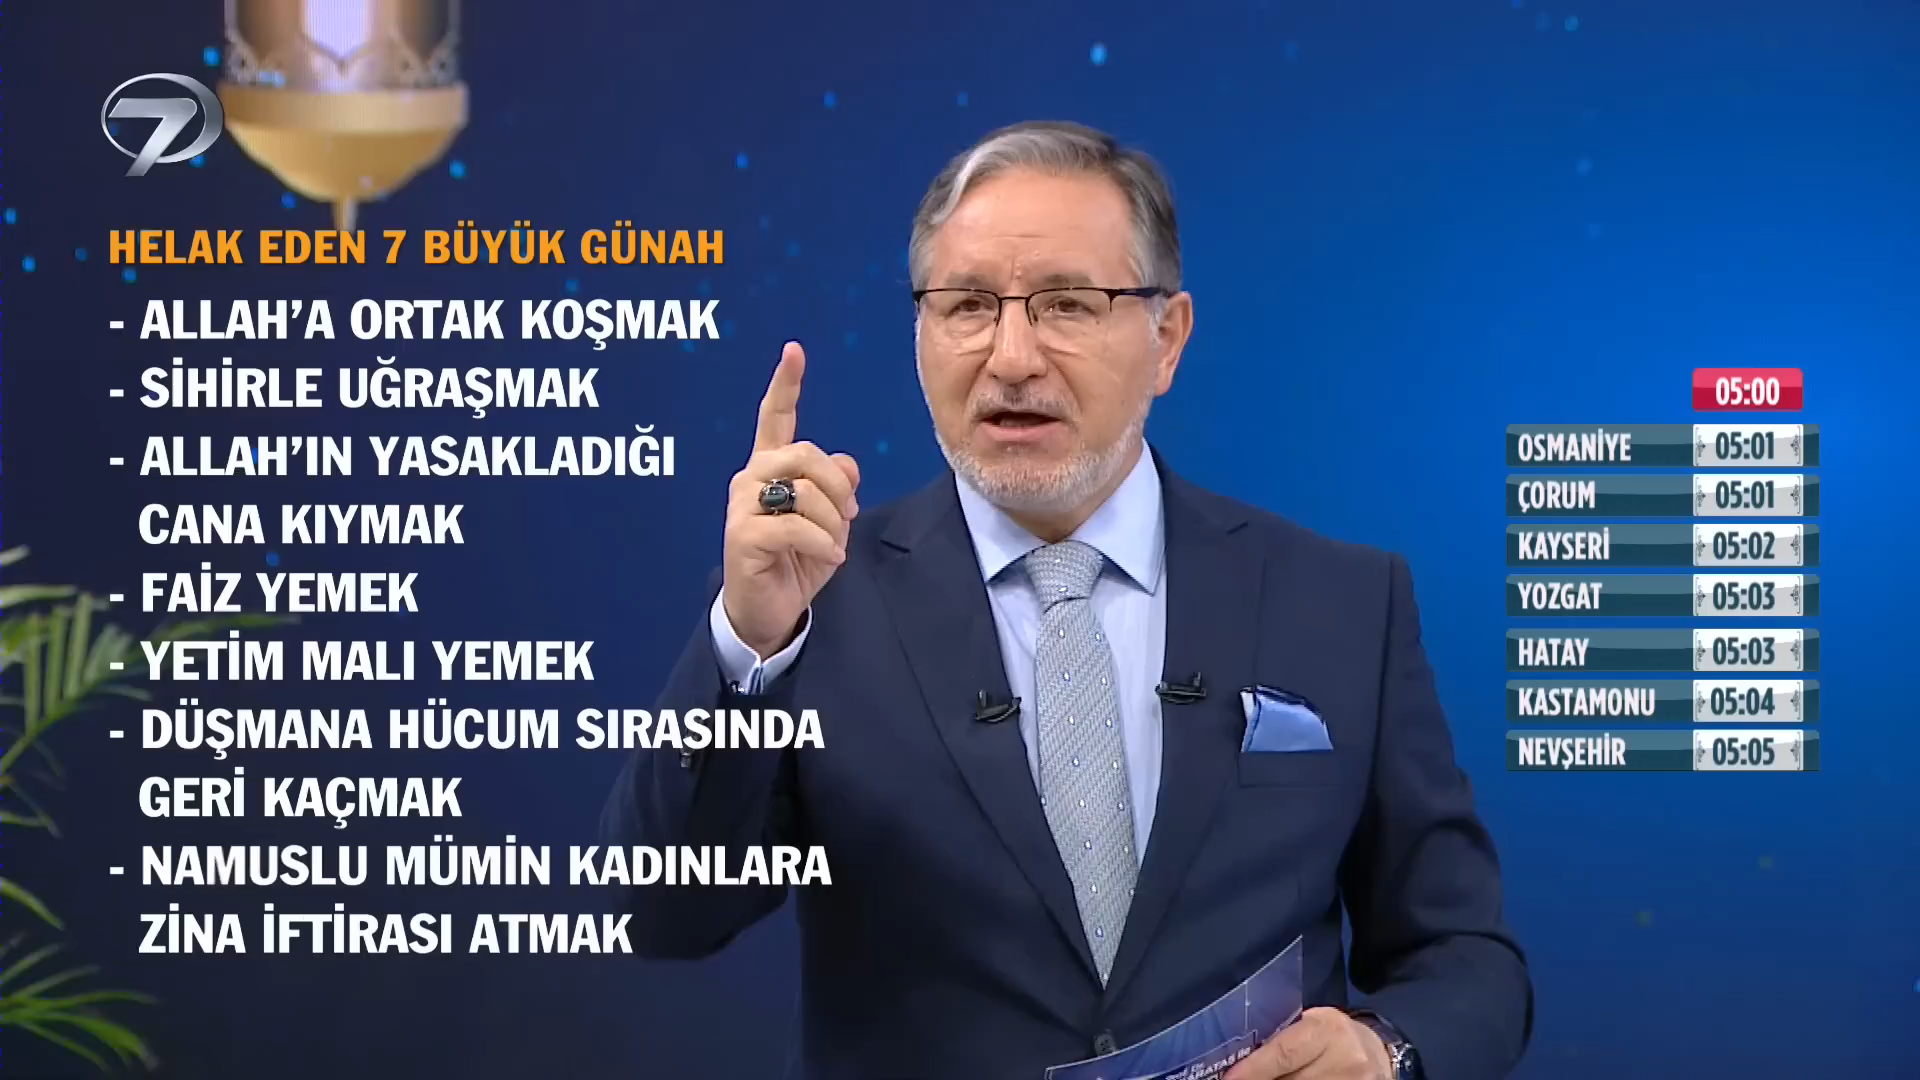 7
HELAK EDEN 7 BÜYÜK GÜNAH
- ALLAH’A ORTAK KOŞMAK
- SİHİRLE UĞRAŞMAK
- ALLAH’IN YASAKLADIĞI
CANA KIYMAK
- FAİZ YEMEK
- YETİM MALI YEMEK
- DÜŞMANA HÜCUM SIRASINDA
GERİ KAÇMAK
- NAMUSLU MÜMİN KADINLARA
ZİNA İFTİRASI ATMAK
05:00
OSMANİYE 05:01
ÇORUM 05:01
KAYSERİ 05:02
YOZGAT 05:03
HATAY 05:03
KASTAMONU 05:04
NEVŞEHİR 05:05